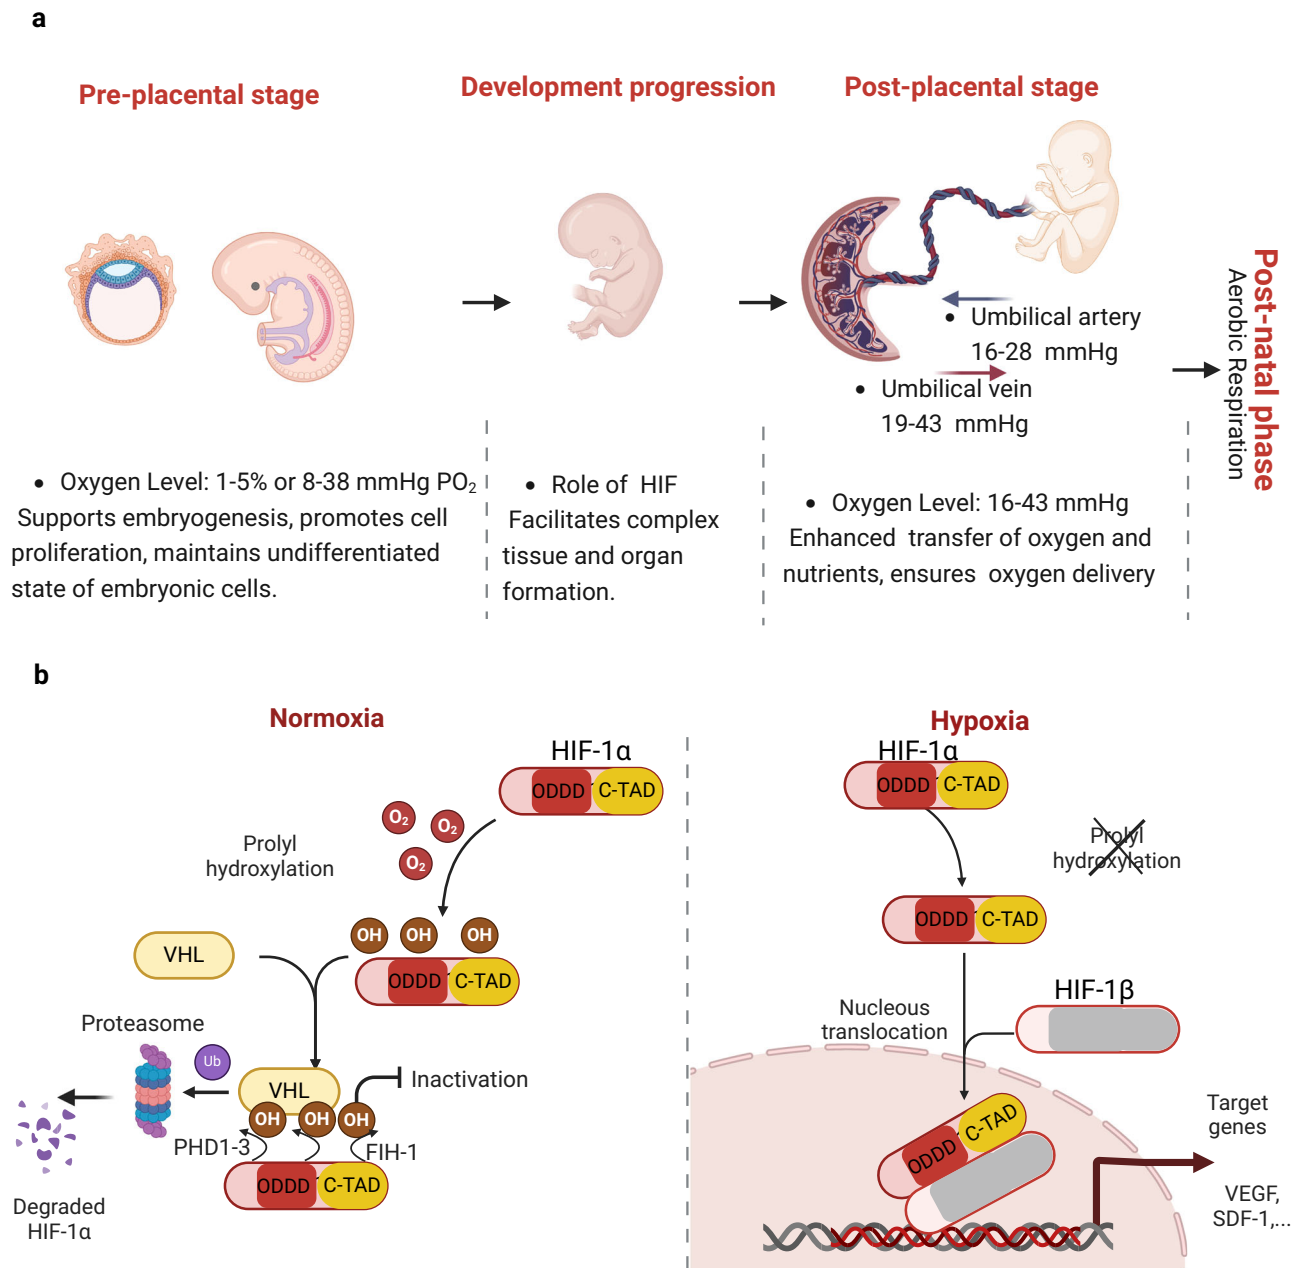 a
Pre-placental stage
Development progression
Post-placental stage
• Umbilical artery
16-28 mmHg
• Umbilical vein
19-43 mmHg
Post-natal phase
Aerobic Respiration
• Oxygen Level: 1-5% or 8-38 mmHg PO₂
Supports embryogenesis, promotes cell
proliferation, maintains undifferentiated
state of embryonic cells.
• Role of HIF
Facilitates complex
tissue and organ
formation.
• Oxygen Level: 16-43 mmHg
Enhanced transfer of oxygen and
nutrients, ensures oxygen delivery
b
Normoxia
HIF-1α
ODDD C-TAD
O₂
O₂
O₂
Prolyl
hydroxylation
OH OH OH
VHL
ODDD C-TAD
Proteasome
Ub
VHL
Inactivation
OH OH OH
PHD1-3
FIH-1
ODDD C-TAD
Degraded
HIF-1α
Hypoxia
HIF-1α
ODDD C-TAD
Prolyl
hydroxylation
ODDD C-TAD
HIF-1β
Nucleous
translocation
ODDD C-TAD
Target
genes
VEGF,
SDF-1,...